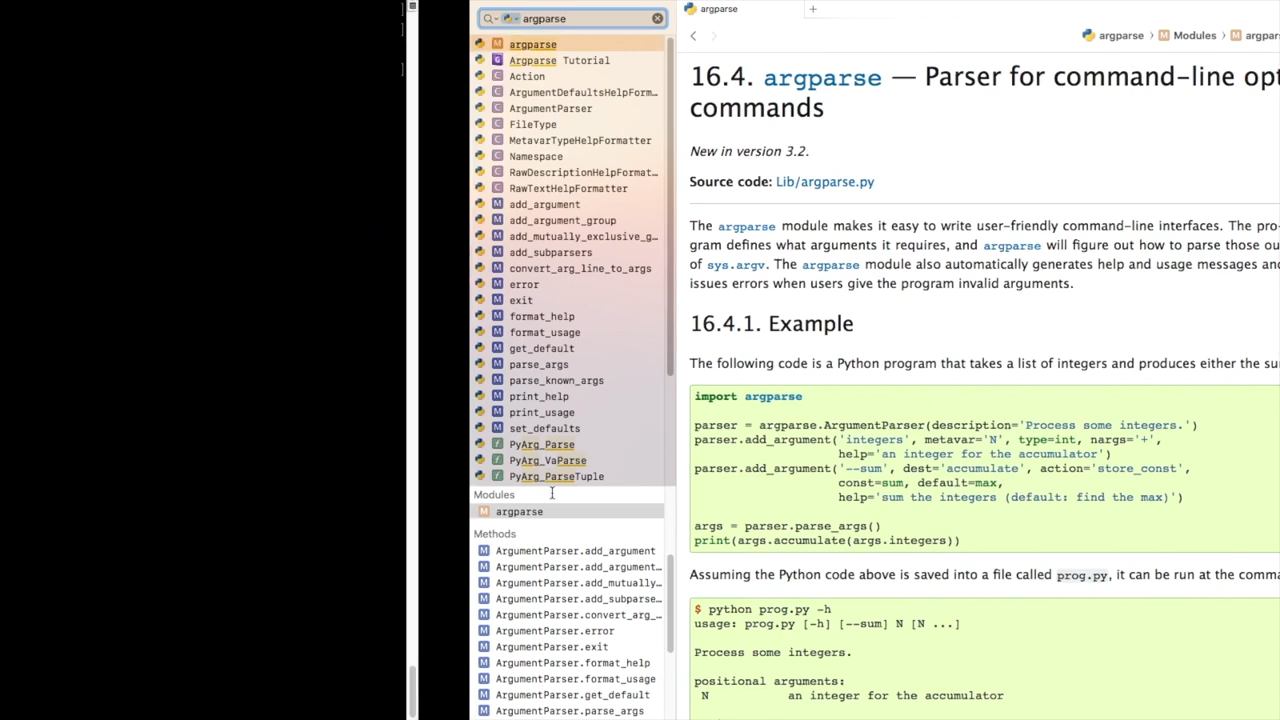 ]
]
]
argparse
argparse
Argparse Tutorial
Action
ArgumentDefaultsHelpForm…
ArgumentParser
FileType
MetavarTypeHelpFormatter
Namespace
RawDescriptionHelpFormat…
RawTextHelpFormatter
add_argument
add_argument_group
add_mutually_exclusive_g…
add_subparsers
convert_arg_line_to_args
error
exit
format_help
format_usage
get_default
parse_args
parse_known_args
print_help
print_usage
set_defaults
PyArg_Parse
PyArg_VaParse
PyArg_ParseTuple
Modules
argparse
Methods
ArgumentParser.add_argument
ArgumentParser.add_argument…
ArgumentParser.add_mutually…
ArgumentParser.add_subparse…
ArgumentParser.convert_arg_…
ArgumentParser.error
ArgumentParser.exit
ArgumentParser.format_help
ArgumentParser.format_usage
ArgumentParser.get_default
ArgumentParser.parse_args
argparse
argparse > Modules > argpar
16.4. argparse — Parser for command-line opt
commands
New in version 3.2.
Source code: Lib/argparse.py
The argparse module makes it easy to write user-friendly command-line interfaces. The pro-
gram defines what arguments it requires, and argparse will figure out how to parse those ou
of sys.argv. The argparse module also automatically generates help and usage messages and
issues errors when users give the program invalid arguments.
16.4.1. Example
The following code is a Python program that takes a list of integers and produces either the su
import argparse
parser = argparse.ArgumentParser(description='Process some integers.')
parser.add_argument('integers', metavar='N', type=int, nargs='+',
help='an integer for the accumulator')
parser.add_argument('--sum', dest='accumulate', action='store_const',
const=sum, default=max,
help='sum the integers (default: find the max)')
args = parser.parse_args()
print(args.accumulate(args.integers))
Assuming the Python code above is saved into a file called prog.py, it can be run at the comma
$ python prog.py -h
usage: prog.py [-h] [--sum] N [N ...]
Process some integers.
positional arguments:
N an integer for the accumulator